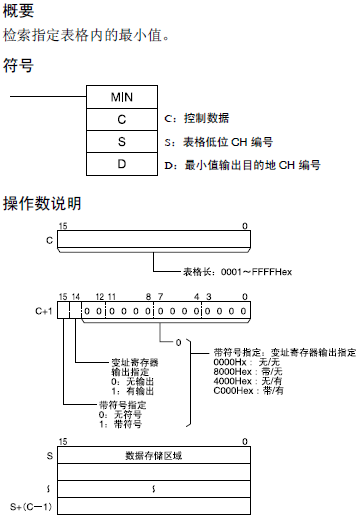 概要
检索指定表格内的最小值。
符号
MIN
C
S
D
C：控制数据
S：表格低位 CH 编号
D：最小值输出目的地 CH 编号
操作数说明
15 0
C
表格长：0001～FFFFHex
15 14 12 11 8 7 4 3 0
C+1 0 0 0 0 0 0 0 0 0 0 0 0 0 0
0
变址寄存器
输出指定
0：无输出
1：有输出
带符号指定
0：无符号
1：带符号
带符号指定：变址寄存器输出指定
0000Hx：无/无
8000Hex：带/无
4000Hex：无/有
C000Hex：带/有
15 0
S 数据存储区域
~ ~
S+(C－1)